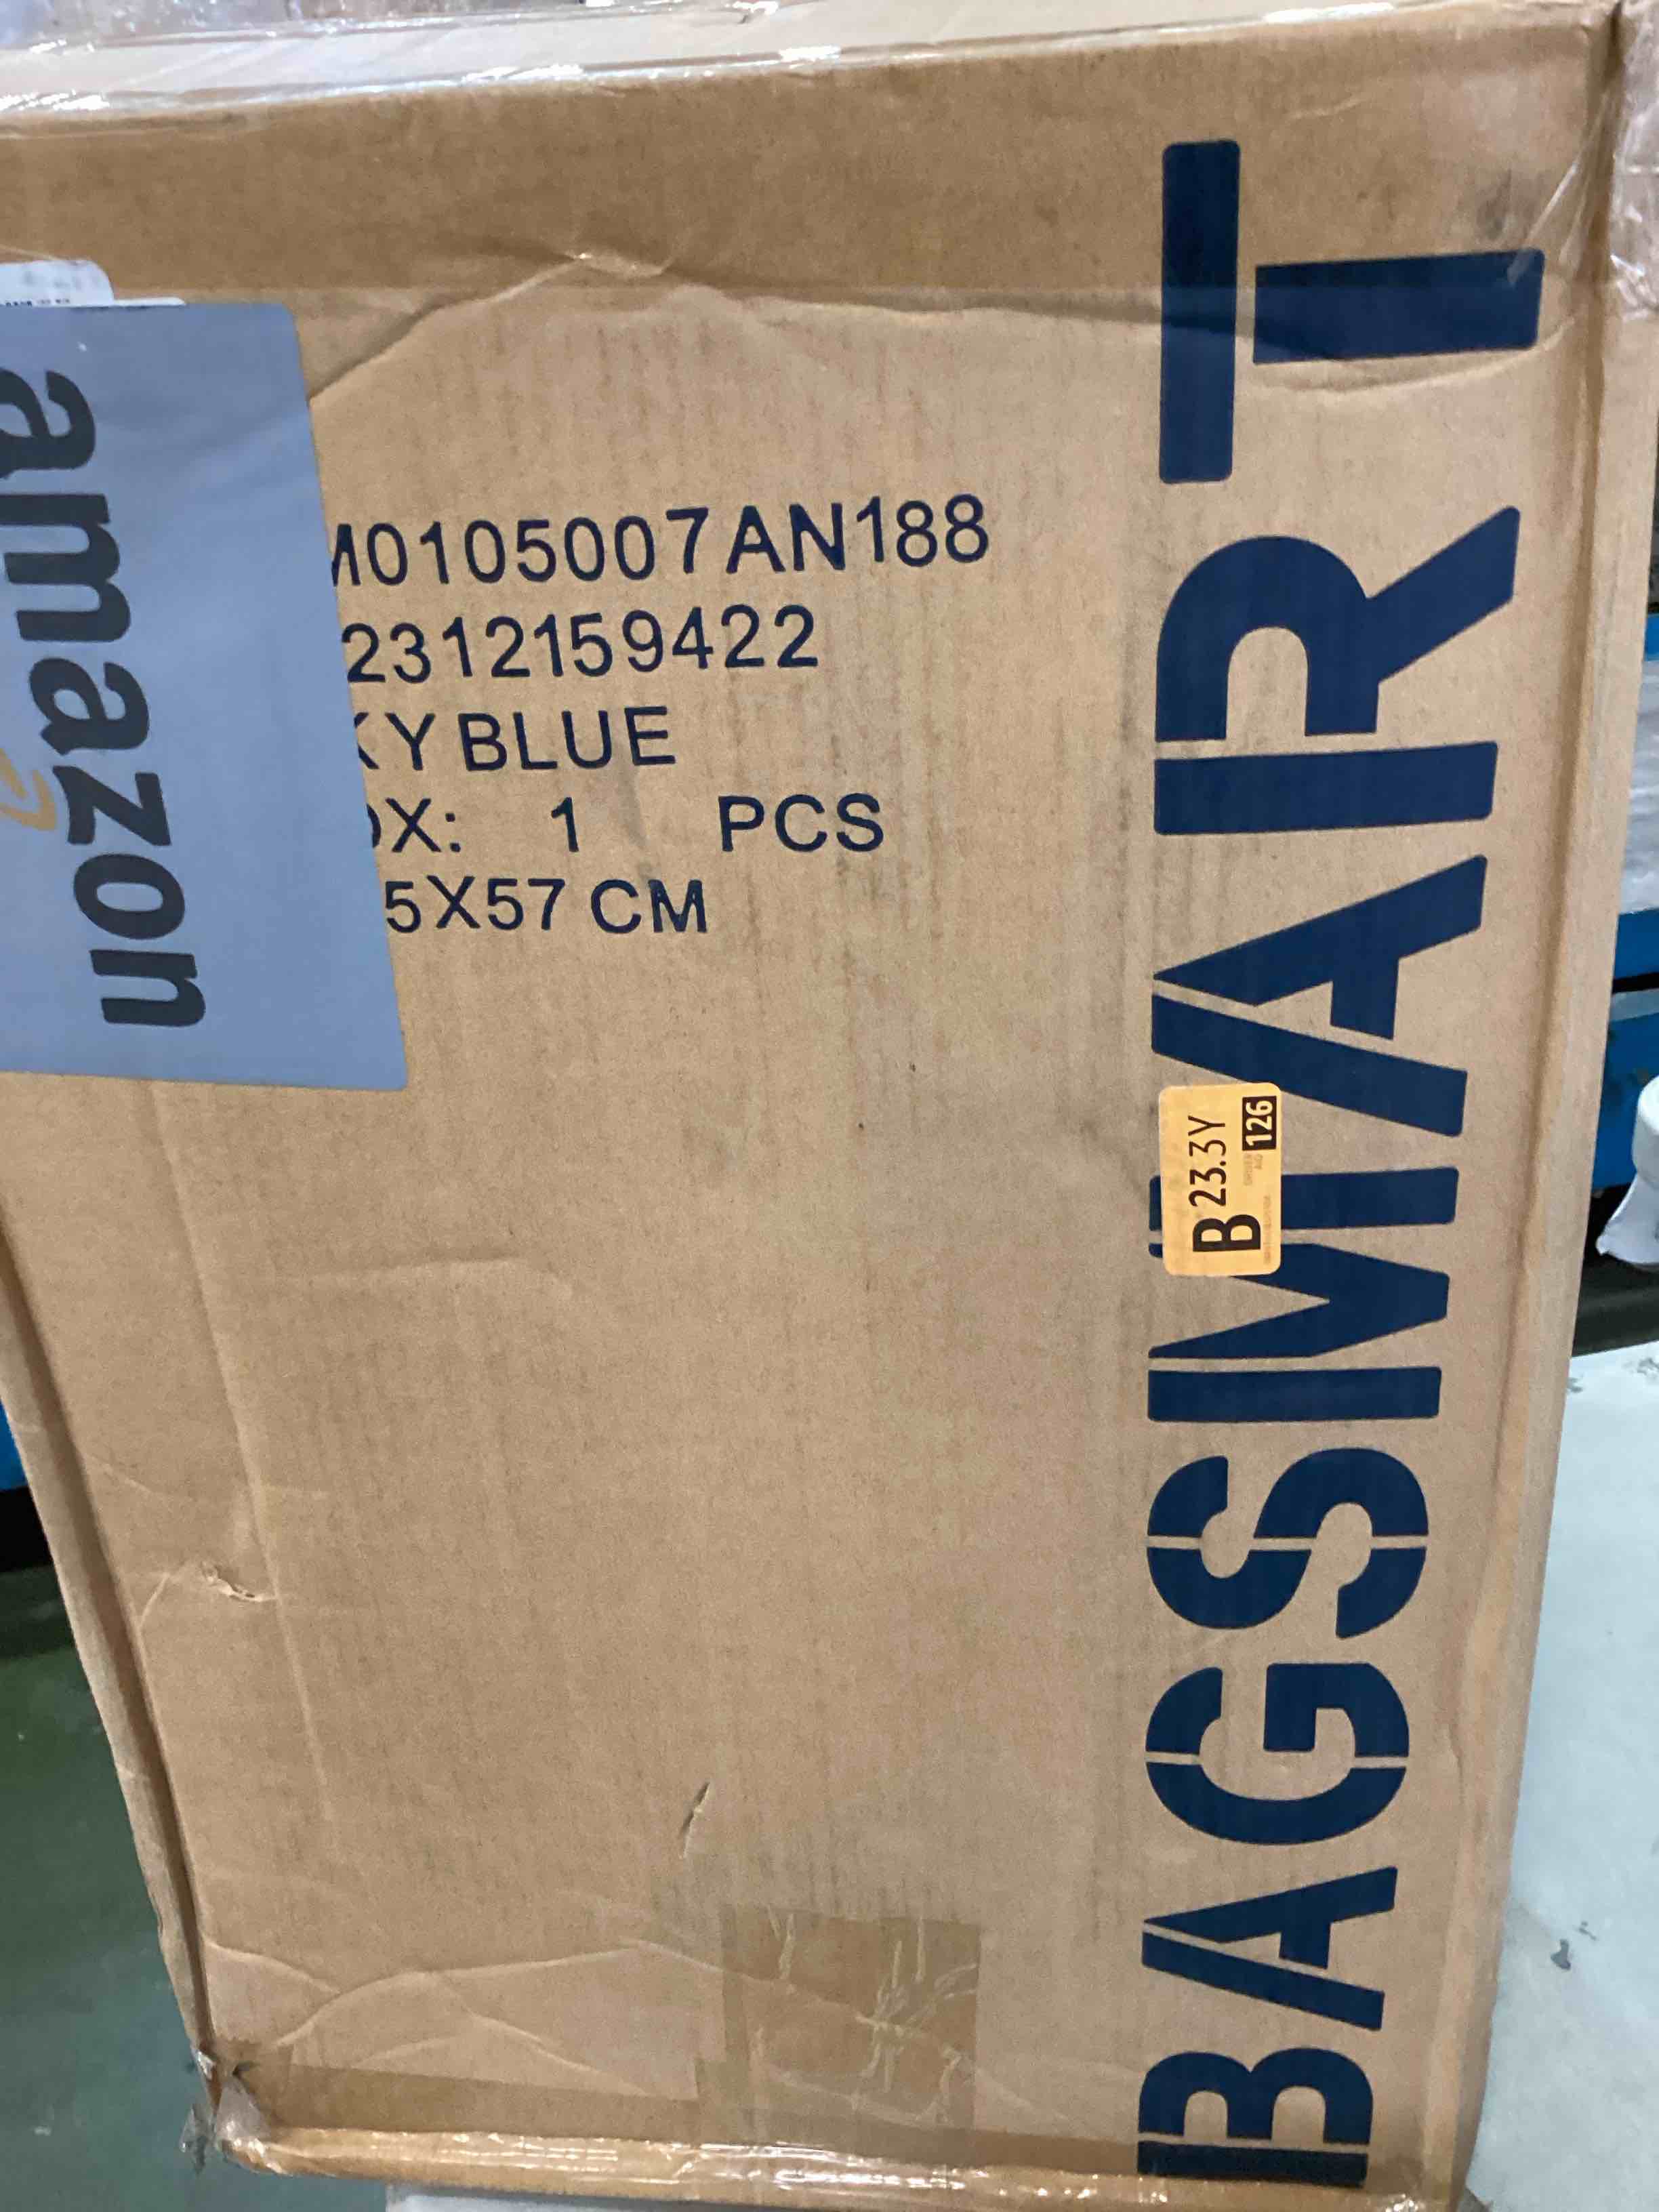 amazon
M0105007AN188
2312159422
KY BLUE
OX: 1 PCS
5X57 CM
BAGSMART
B 23.3Y
126